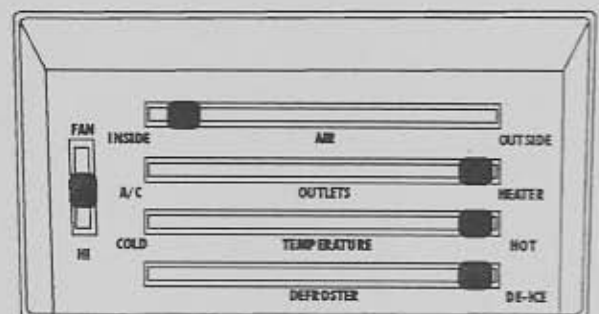 FAN
INSIDE AIR OUTSIDE
A/C OUTLETS HEATER
COLD TEMPERATURE HOT
HI
DEFROSTER DE-ICE